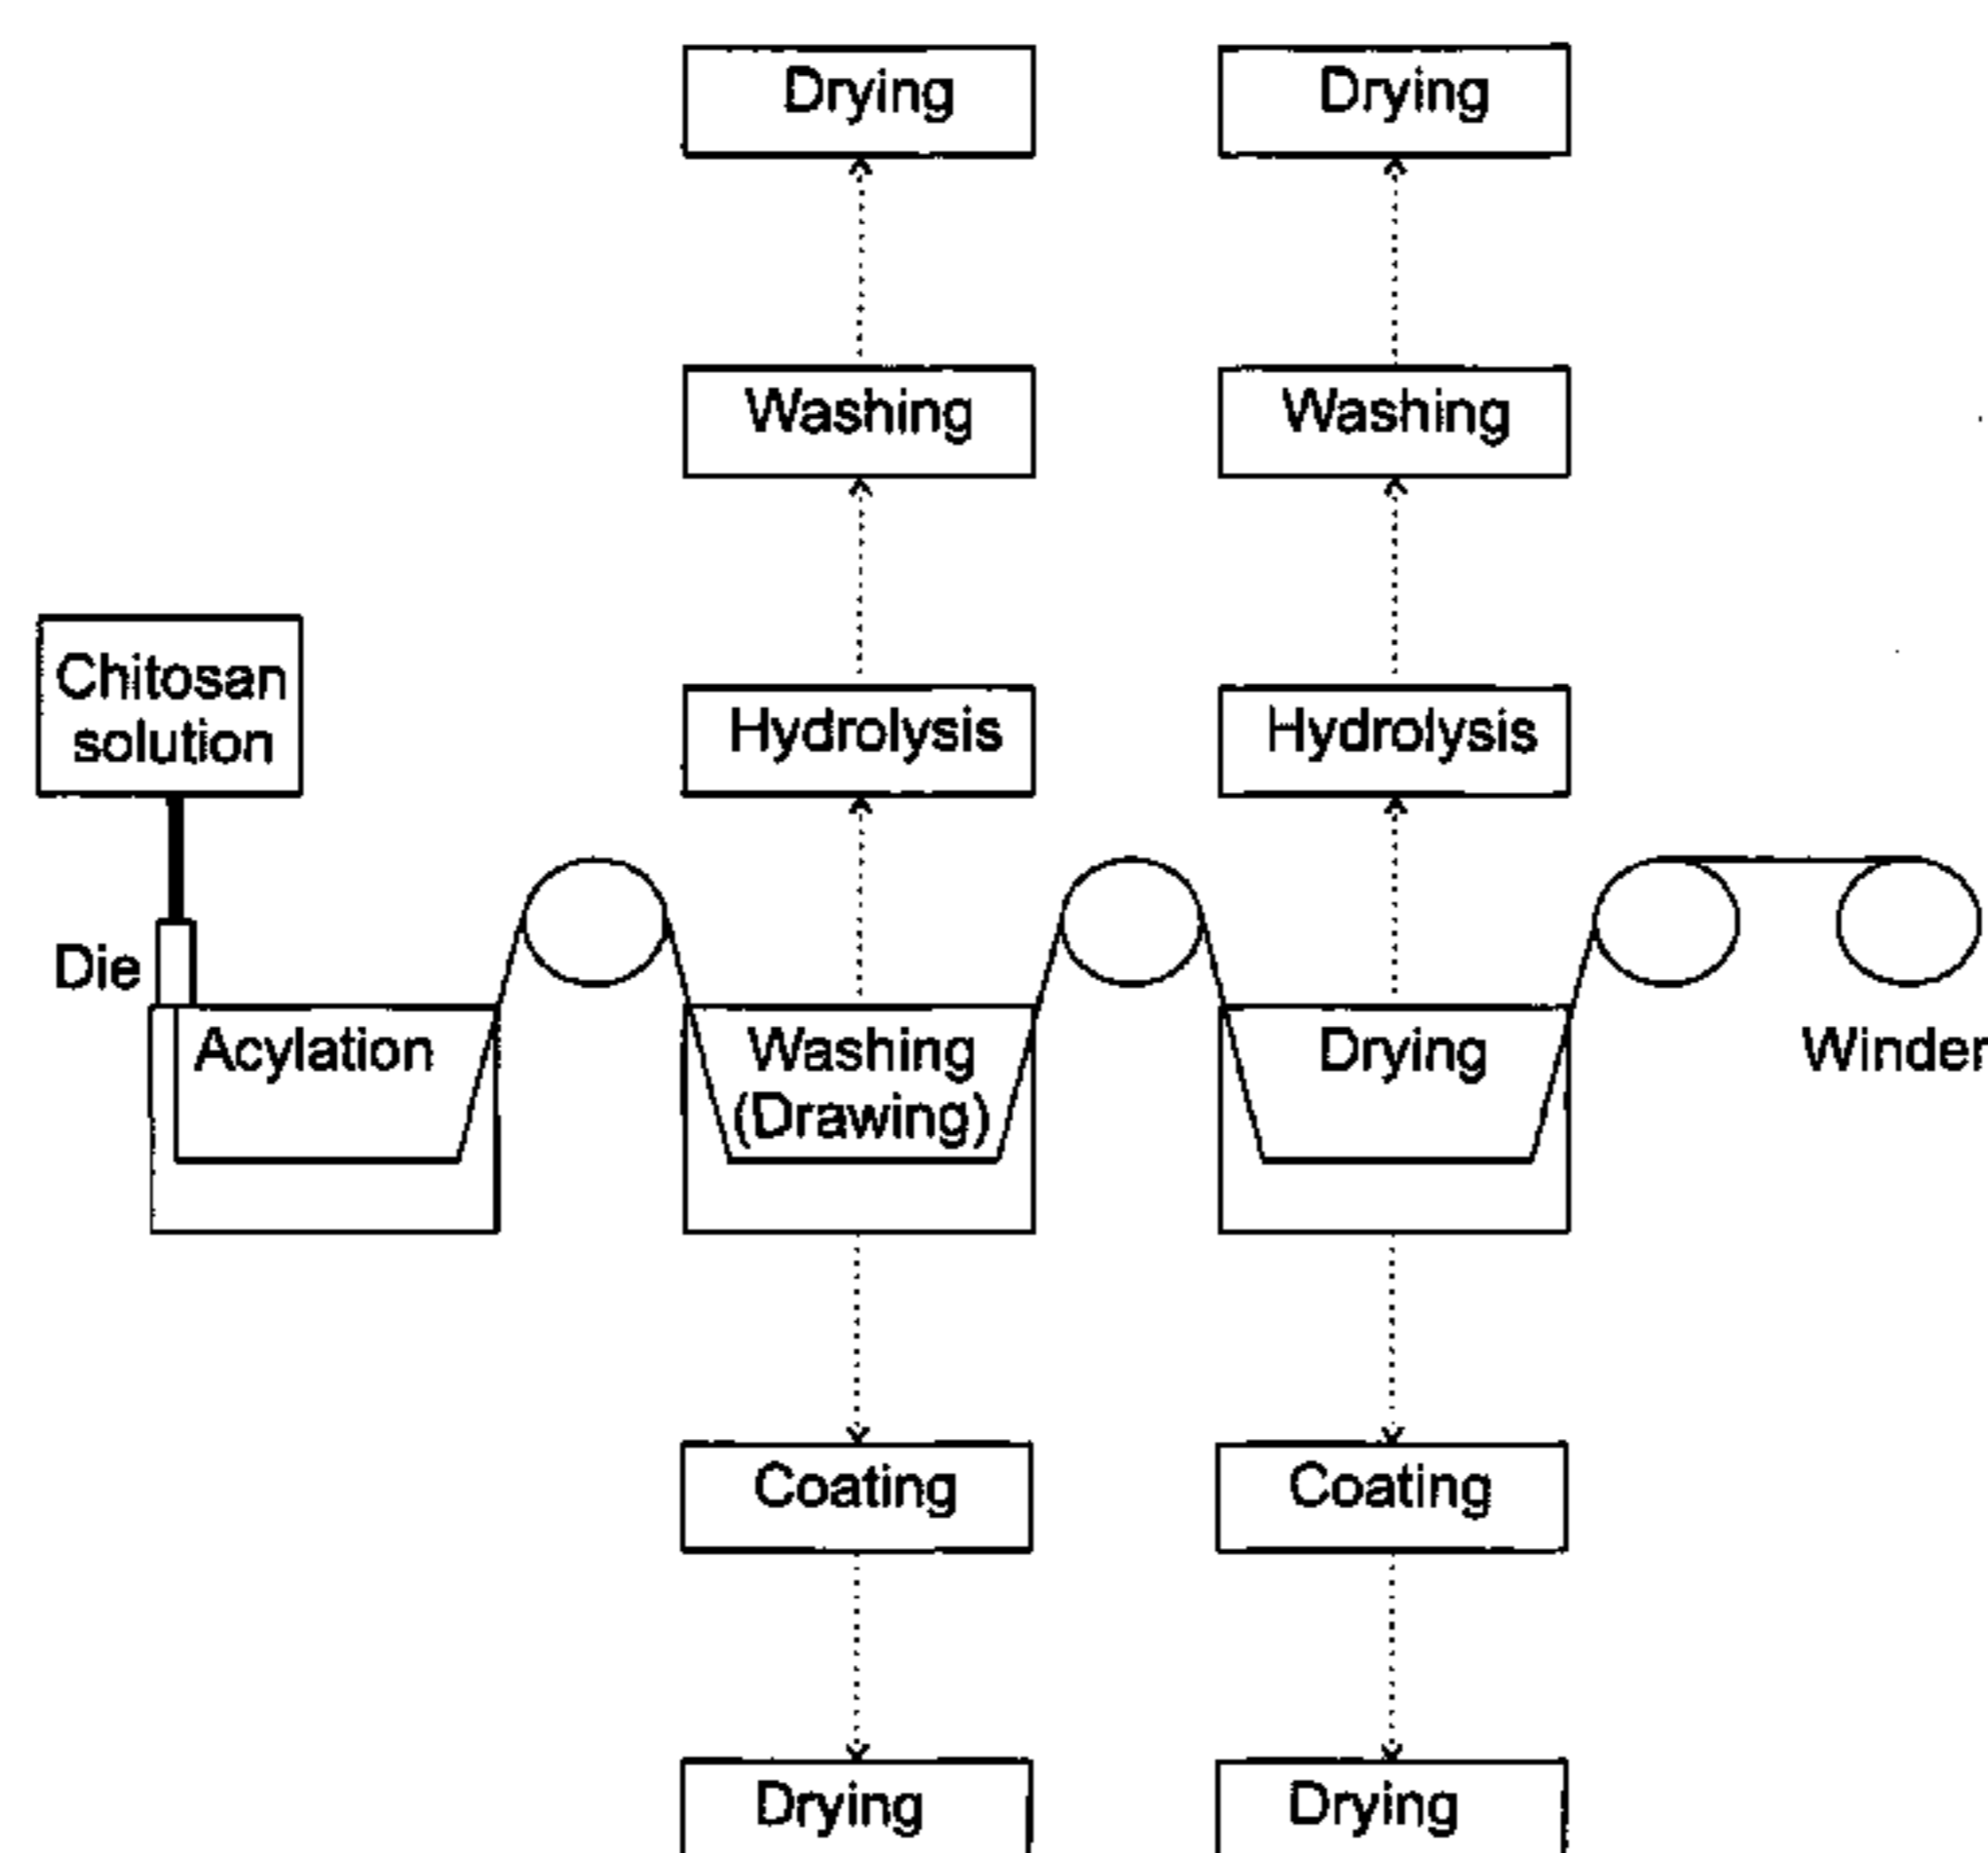 Drying
Drying
Washing
Washing
Chitosan
solution
Hydrolysis
Hydrolysis
Die
Acylation
Washing
(Drawing)
Drying
Winder
Coating
Coating
Drying
Drying